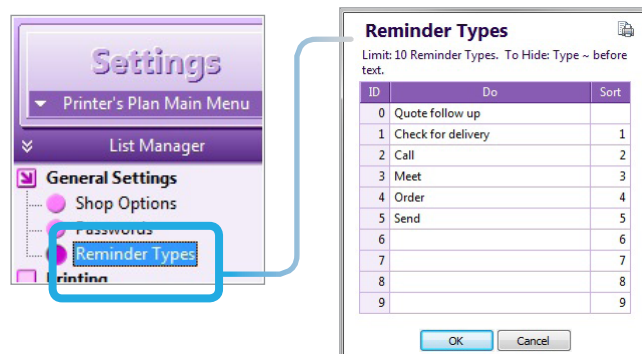 Settings
Printer's Plan Main Menu
List Manager
General Settings
Shop Options
Passwords
Reminder Types
Printing
Reminder Types
Limit: 10 Reminder Types. To Hide: Type ~ before
text.
ID Do Sort
0 Quote follow up
1 Check for delivery 1
2 Call 2
3 Meet 3
4 Order 4
5 Send 5
6 6
7 7
8 8
9 9
OK Cancel